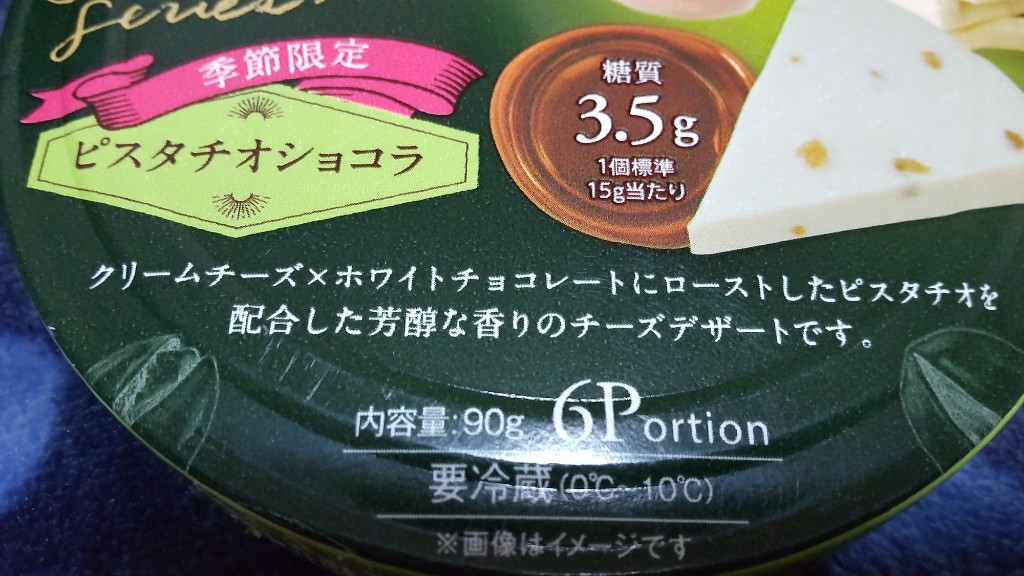 series
季節限定
ピスタチオショコラ
糖質
3.5g
1個標準
15g当たり
クリームチーズ×ホワイトチョコレートにローストしたピスタチオを
配合した芳醇な香りのチーズデザートです。
内容量:90g 6Portion
要冷蔵(0℃~10℃)
※画像はイメージです